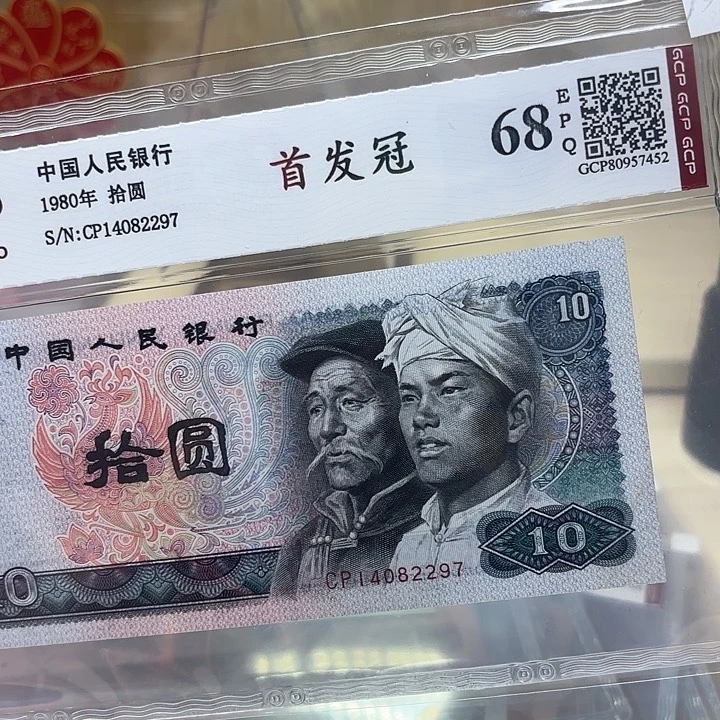 中国人民银行
1980年 拾圆
S/N:CP14082297
首发冠
68
EPQ
GCP80957452
GCP GCP GCP
中国人民银行
10
拾圆
10
0
CP14082297